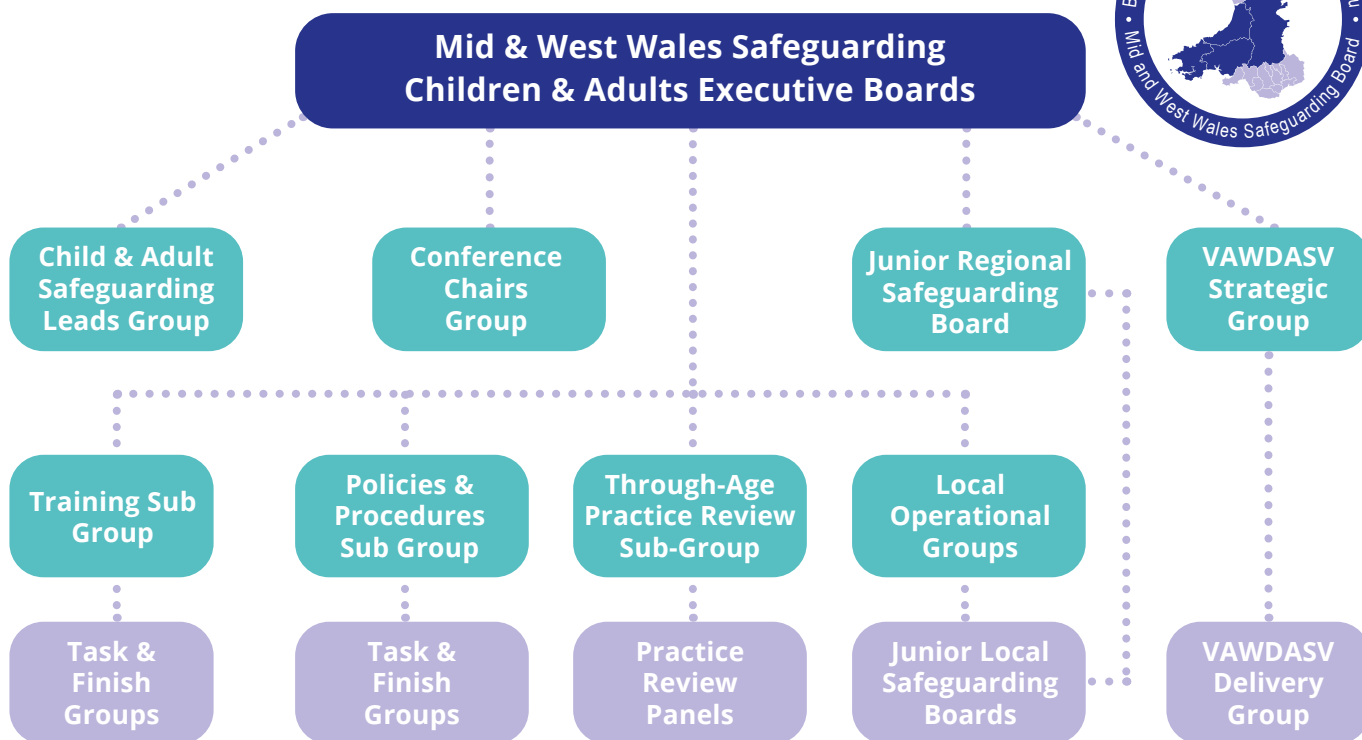 Mid & West Wales Safeguarding
Children & Adults Executive Boards
Mid and West Wales Safeguarding Board
Child & Adult
Safeguarding
Leads Group
Conference
Chairs
Group
Junior Regional
Safeguarding
Board
VAWDASV
Strategic
Group
Training Sub
Group
Policies &
Procedures
Sub Group
Through-Age
Practice Review
Sub-Group
Local
Operational
Groups
Task &
Finish
Groups
Task &
Finish
Groups
Practice
Review
Panels
Junior Local
Safeguarding
Boards
VAWDASV
Delivery
Group